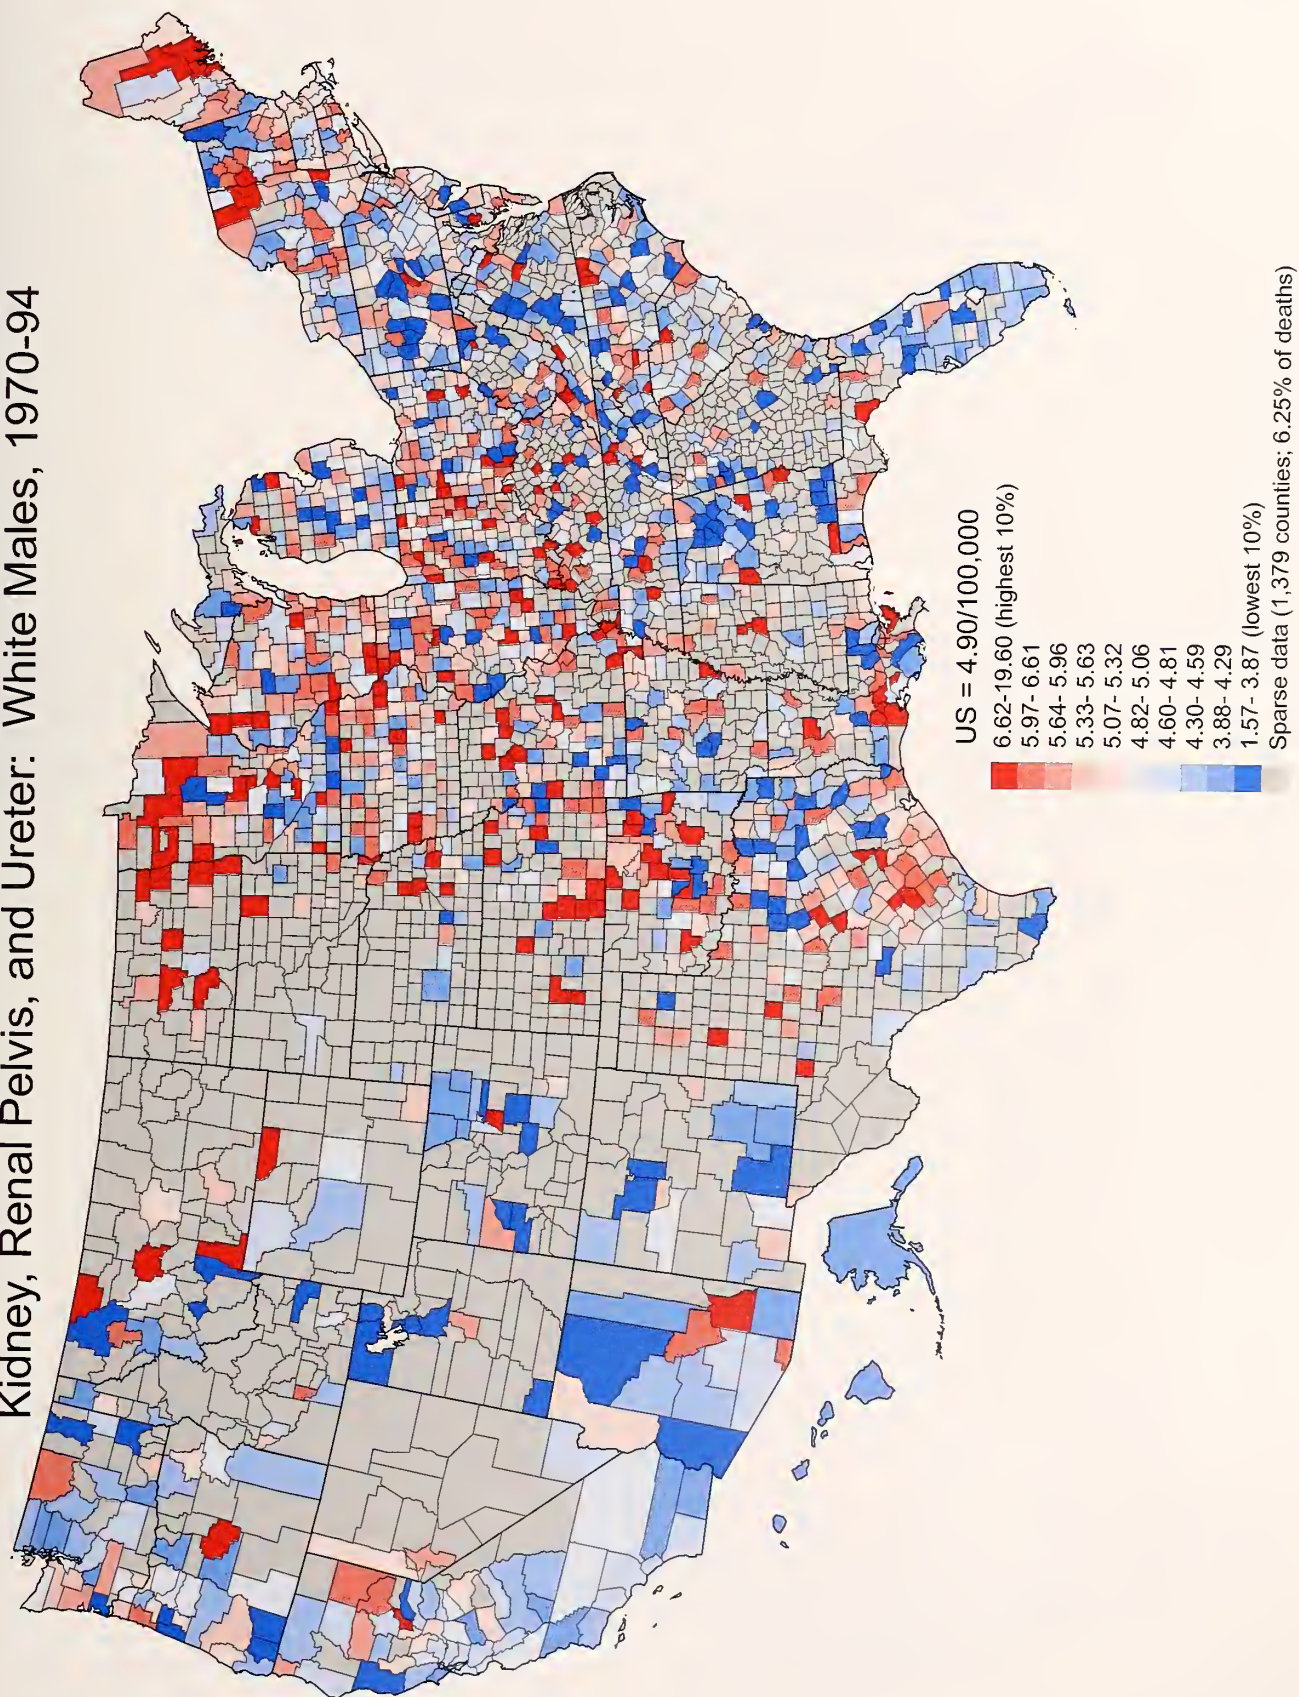 Kidney, Renal Pelvis, and Ureter: White Males, 1970-94
US = 4.90/100,000
6.62-19.60 (highest 10%)
5.97- 6.61
5.64- 5.96
5.33- 5.63
5.07- 5.32
4.82- 5.06
4.60- 4.81
4.30- 4.59
3.88- 4.29
1.57- 3.87 (lowest 10%)
Sparse data (1,379 counties; 6.25% of deaths)